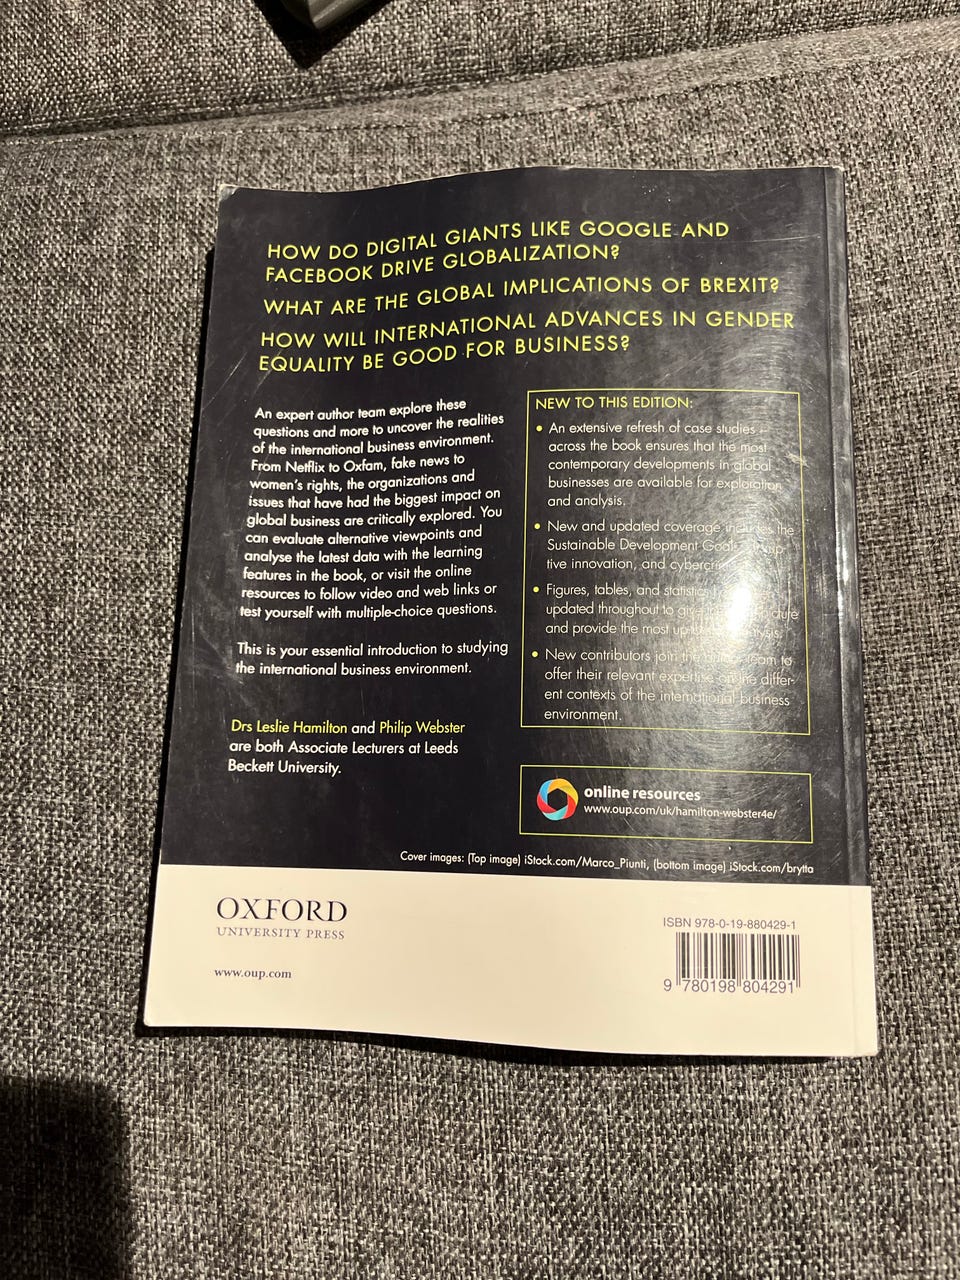 HOW DO DIGITAL GIANTS LIKE GOOGLE AND
FACEBOOK DRIVE GLOBALIZATION?
WHAT ARE THE GLOBAL IMPLICATIONS OF BREXIT?
HOW WILL INTERNATIONAL ADVANCES IN GENDER
EQUALITY BE GOOD FOR BUSINESS?
An expert author team explore these
questions and more to uncover the realities
of the international business environment.
From Netflix to Oxfam, fake news to
women's rights, the organizations and
issues that have had the biggest impact on
global business are critically explored. You
can evaluate alternative viewpoints and
analyse the latest data with the learning
features in the book, or visit the online
resources to follow video and web links or
test yourself with multiple-choice questions.
This is your essential introduction to studying
the international business environment.
Drs Leslie Hamilton and Philip Webster
are both Associate Lecturers at Leeds
Beckett University.
NEW TO THIS EDITION:
• An extensive refresh of case studies
across the book ensures that the most
contemporary developments in global
businesses are available for exploration
and analysis.
• New and updated coverage includes the
Sustainable Development
tive innovation, and
• Figures, tables, and statistics
updated throughout to give
and provide the most
• New contributors join the team to
offer their relevant expertise on the differ-
ent contexts of the international business
environment.
online resources
www.oup.com/uk/hamilton-webster4e/
Cover images: (Top image) iStock.com/Marco_Piunti, (bottom image) iStock.com/brytta
OXFORD
UNIVERSITY PRESS
www.oup.com
ISBN 978-0-19-880429-1
9 780198 804291